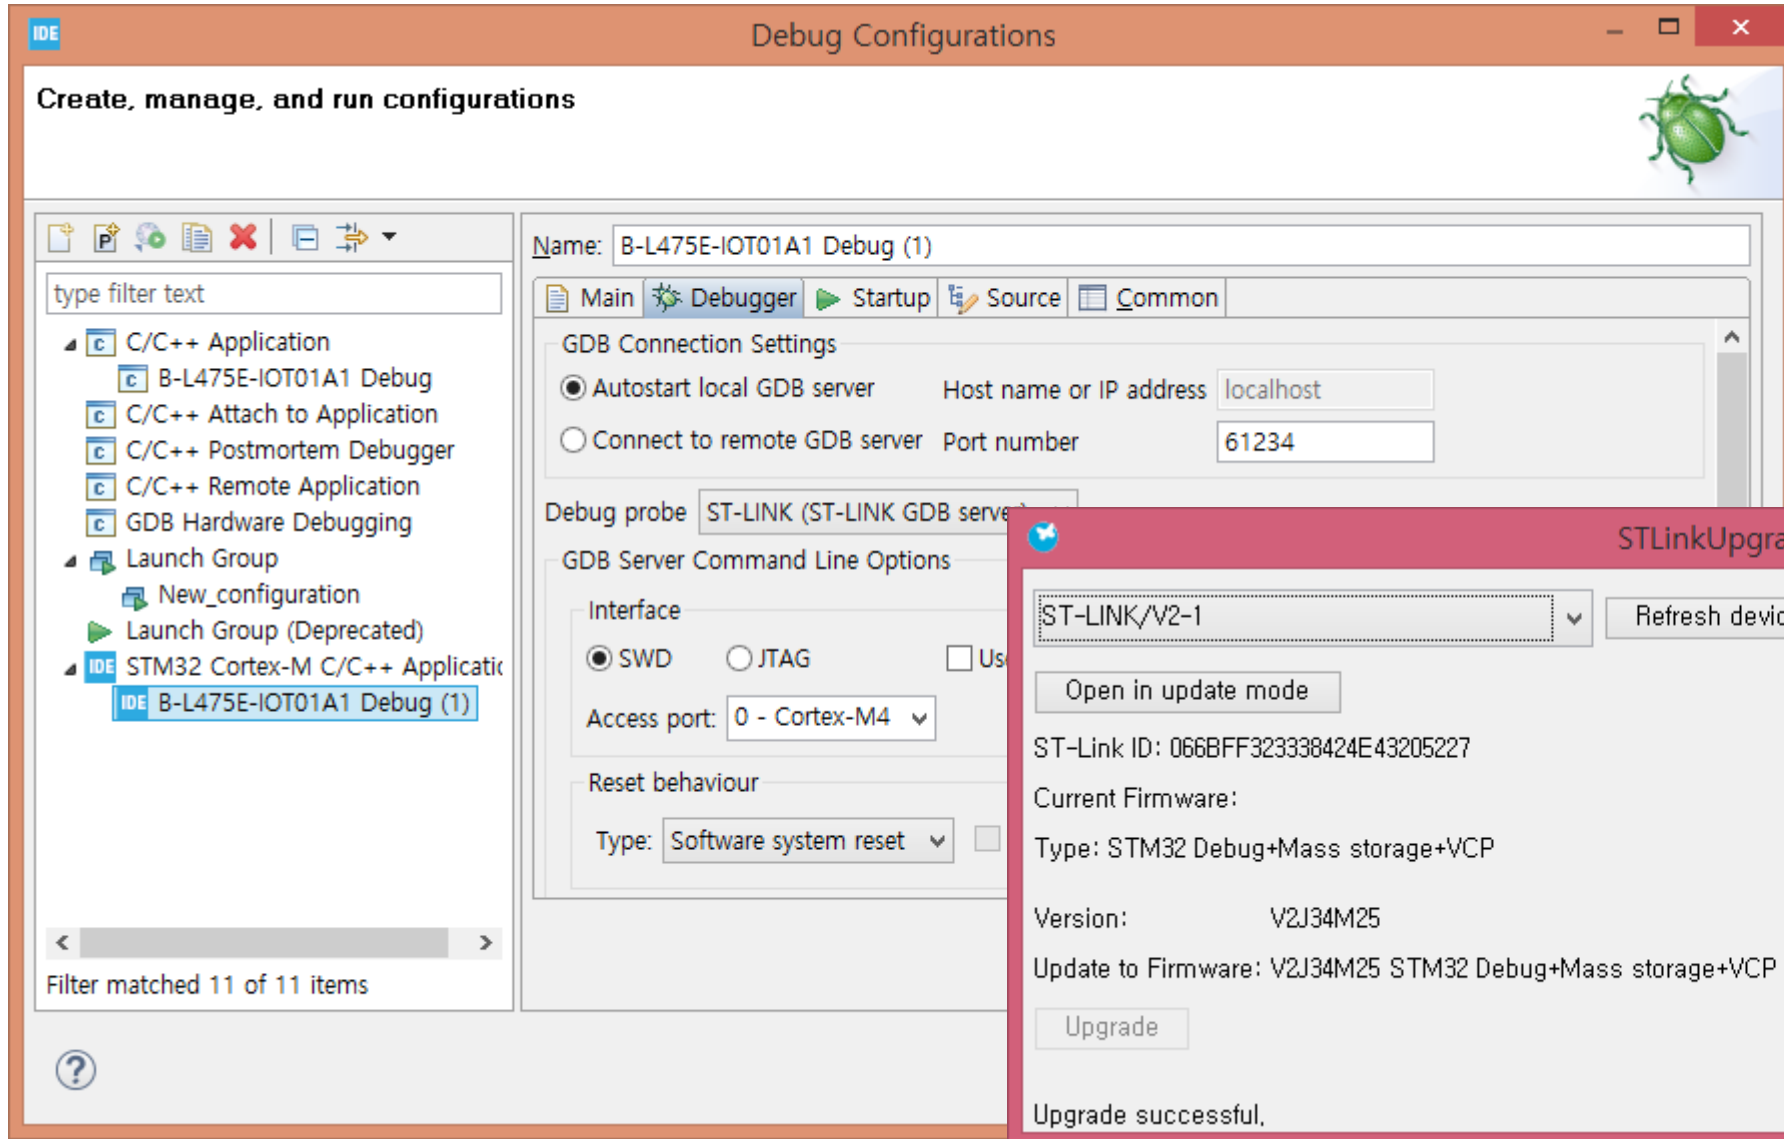 IDE
Debug Configurations
Create, manage, and run configurations
Name: B-L475E-IOT01A1 Debug (1)
type filter text
Main Debugger Startup Source Common
C/C++ Application
B-L475E-IOT01A1 Debug
C/C++ Attach to Application
C/C++ Postmortem Debugger
C/C++ Remote Application
GDB Hardware Debugging
Launch Group
New_configuration
Launch Group (Deprecated)
IDE STM32 Cortex-M C/C++ Applicatic
IDE B-L475E-IOT01A1 Debug (1)
Filter matched 11 of 11 items
GDB Connection Settings
Autostart local GDB server Host name or IP address localhost
Connect to remote GDB server Port number 61234
Debug probe ST-LINK (ST-LINK GDB server)
GDB Server Command Line Options
Interface
SWD JTAG Us
Access port: 0 - Cortex-M4
Reset behaviour
Type: Software system reset
STLinkUpgra
ST-LINK/V2-1 Refresh devic
Open in update mode
ST-Link ID: 066BFF323338424E43205227
Current Firmware:
Type: STM32 Debug+Mass storage+VCP
Version: V2J34M25
Update to Firmware: V2J34M25 STM32 Debug+Mass storage+VCP
Upgrade
Upgrade successful,